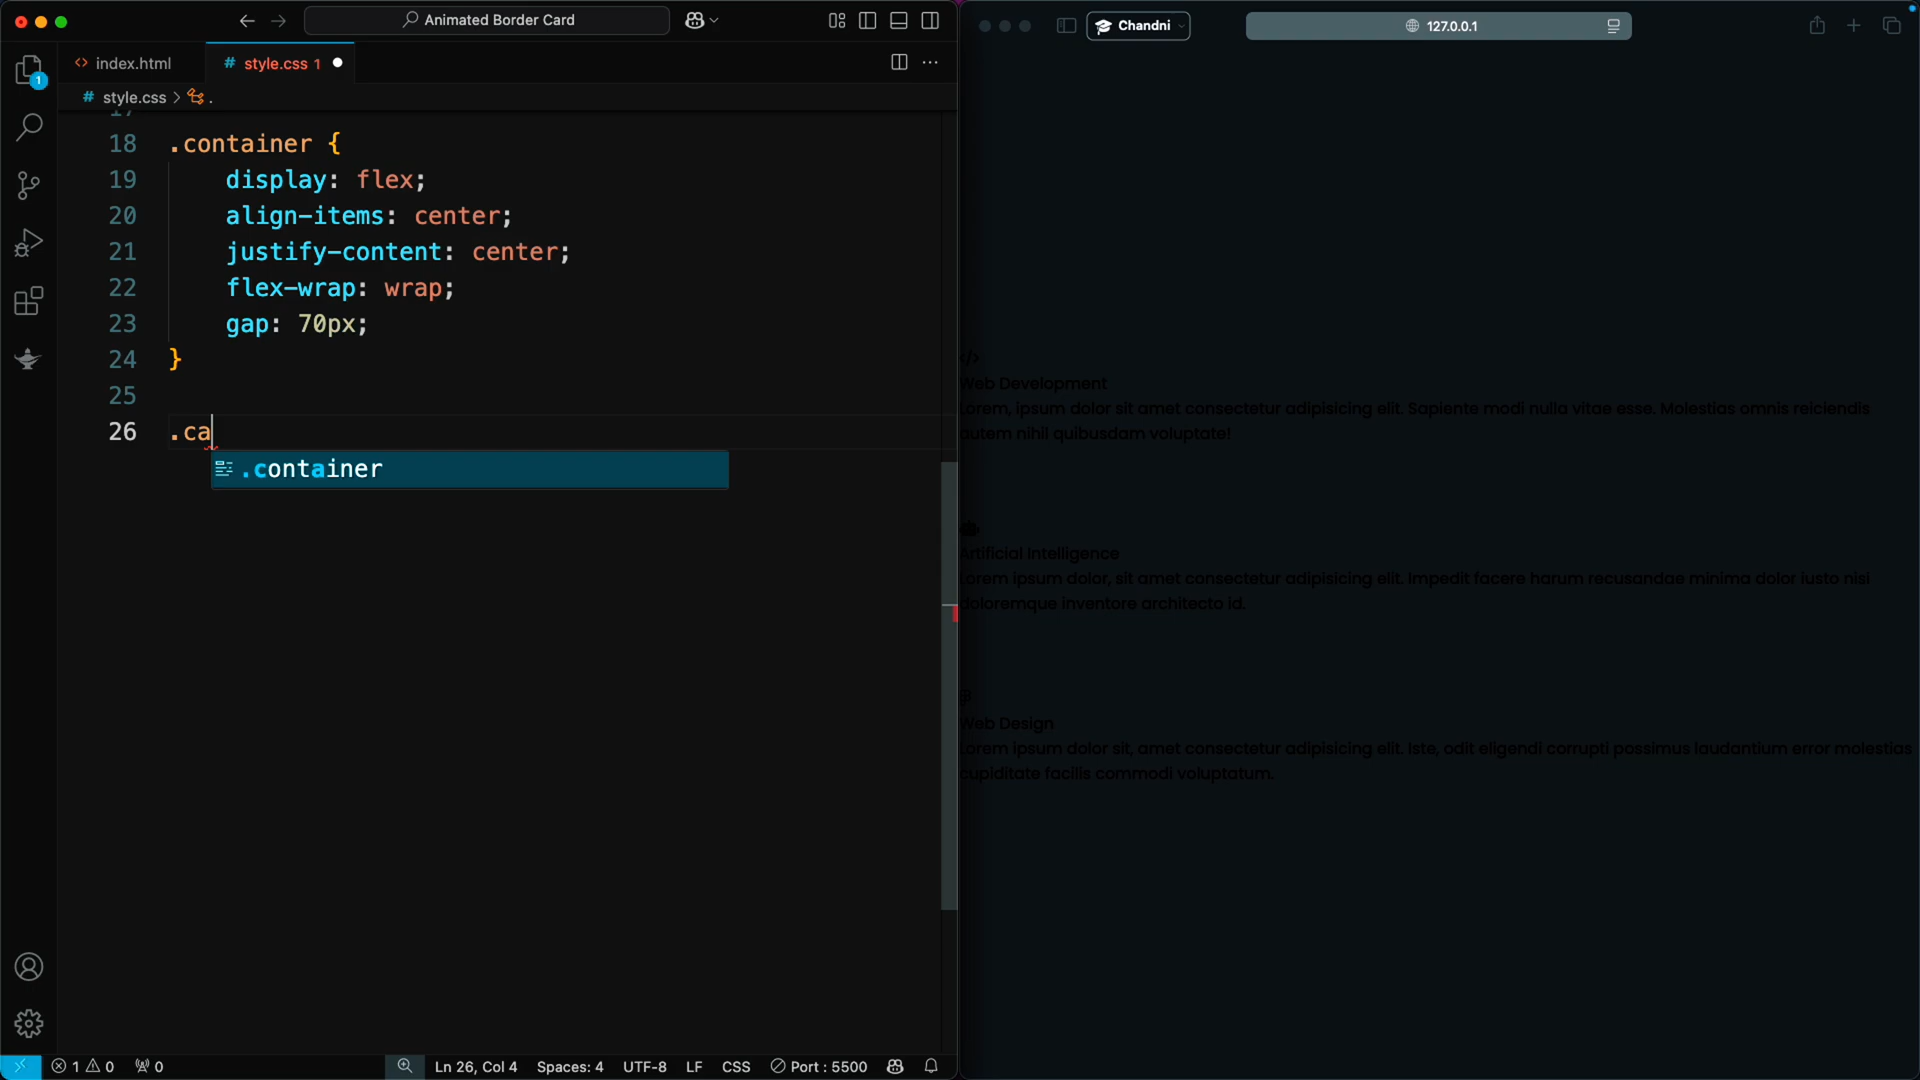 Animated Border Card
index.html
# style.css 1
# style.css > .
17
18 .container {
19 display: flex;
20 align-items: center;
21 justify-content: center;
22 flex-wrap: wrap;
23 gap: 70px;
24 }
25
26 .ca
.container
1
1 0
0
Ln 26, Col 4
Spaces: 4
UTF-8
LF
CSS
Port : 5500
Chandni
127.0.0.1
</>
Web Development
Lorem, ipsum dolor sit amet consectetur adipisicing elit. Sapiente modi nulla vitae esse. Molestias omnis reiciendis
autem nihil quibusdam voluptate!
Artificial Intelligence
Lorem ipsum dolor, sit amet consectetur adipisicing elit. Impedit facere harum recusandae minima dolor iusto nisi
doloremque inventore architecto id.
Web Design
Lorem ipsum dolor sit, amet consectetur adipisicing elit. Iste, odit eligendi corrupti possimus laudantium error molestias
cupiditate facilis commodi voluptatum.